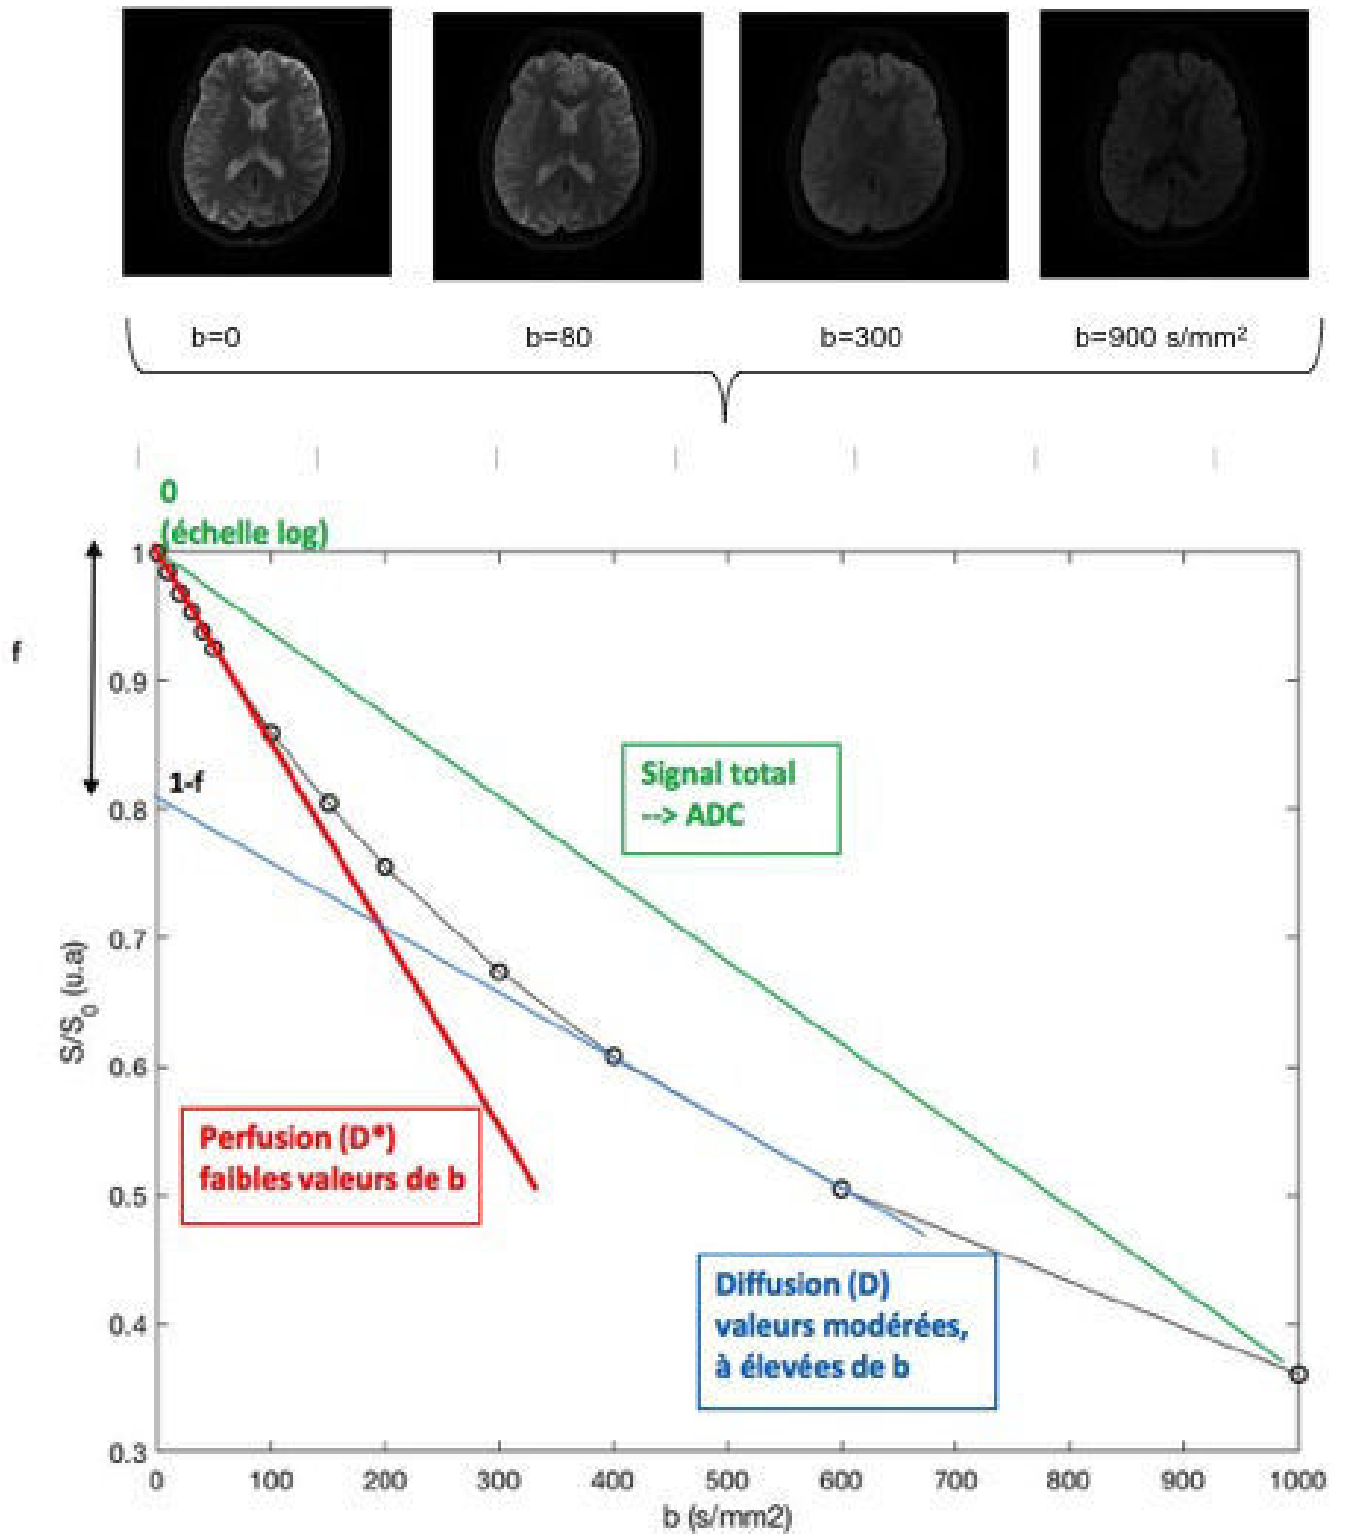 b=0
b=80
b=300
b=900 s/mm²
0
(échelle log)
f
1-f
Signal total
--> ADC
Perfusion (D*)
faibles valeurs de b
Diffusion (D)
valeurs modérées,
à élevées de b
S/S₀ (u.a)
1
0.9
0.8
0.7
0.6
0.5
0.4
0.3
0 100 200 300 400 500 600 700 800 900 1000
b (s/mm2)